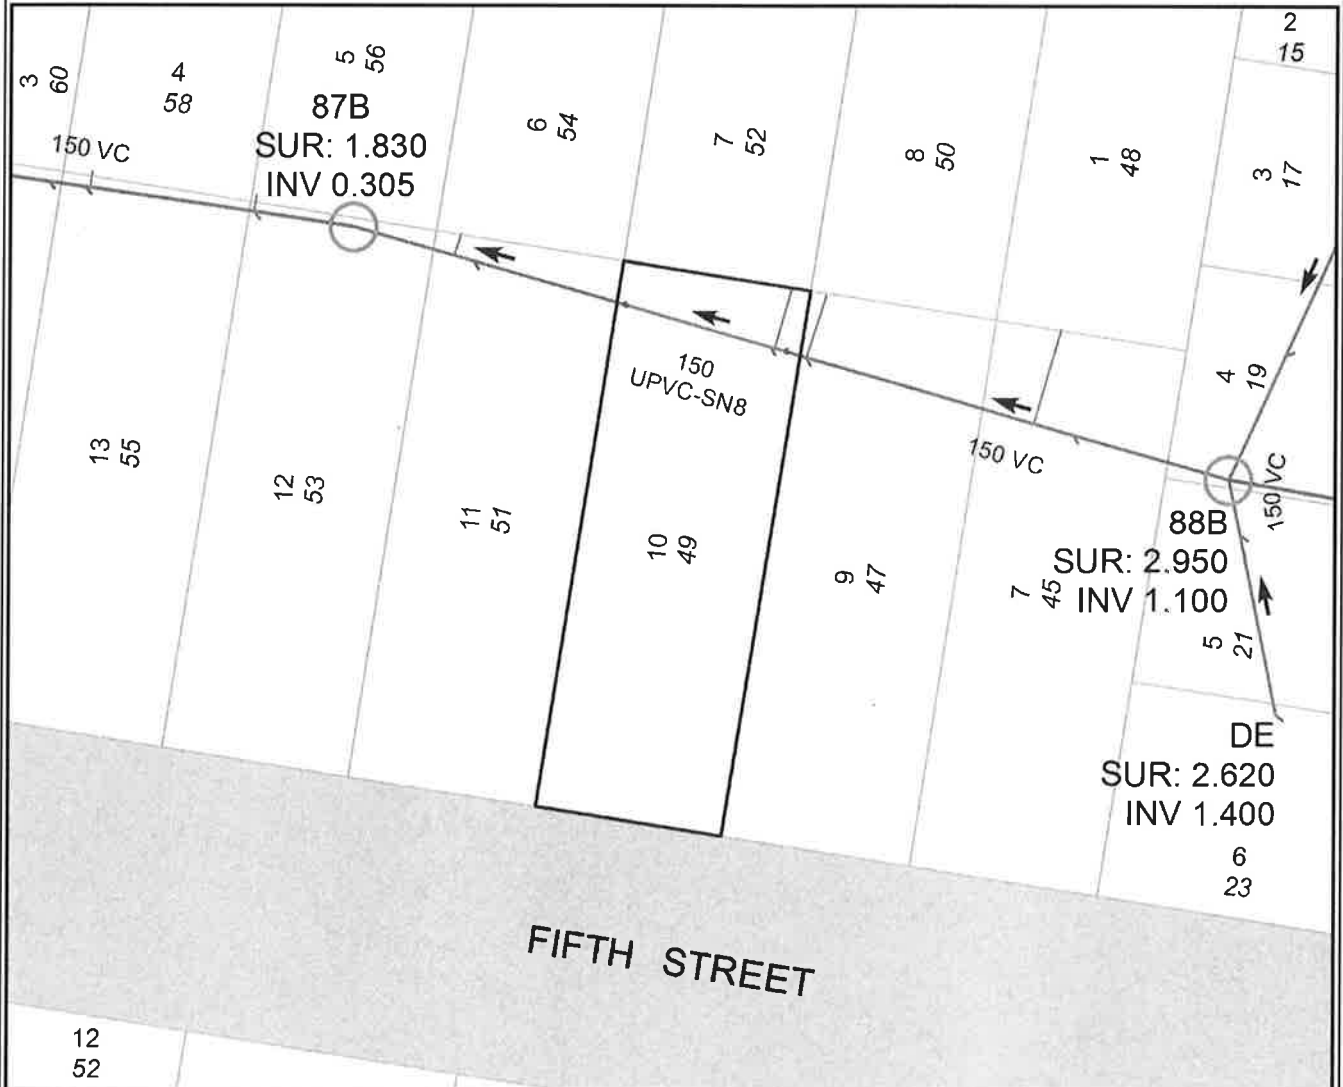 2
15
3
60
4
58
5
56
87B
SUR: 1.830
INV 0.305
6
54
7
52
8
50
1
48
3
17
150 VC
150
UPVC-SN8
4
19
150 VC
150 VC
13
55
12
53
11
51
10
49
9
47
7
45
88B
SUR: 2.950
INV 1.100
5
21
DE
SUR: 2.620
INV 1.400
6
23
FIFTH STREET
12
52